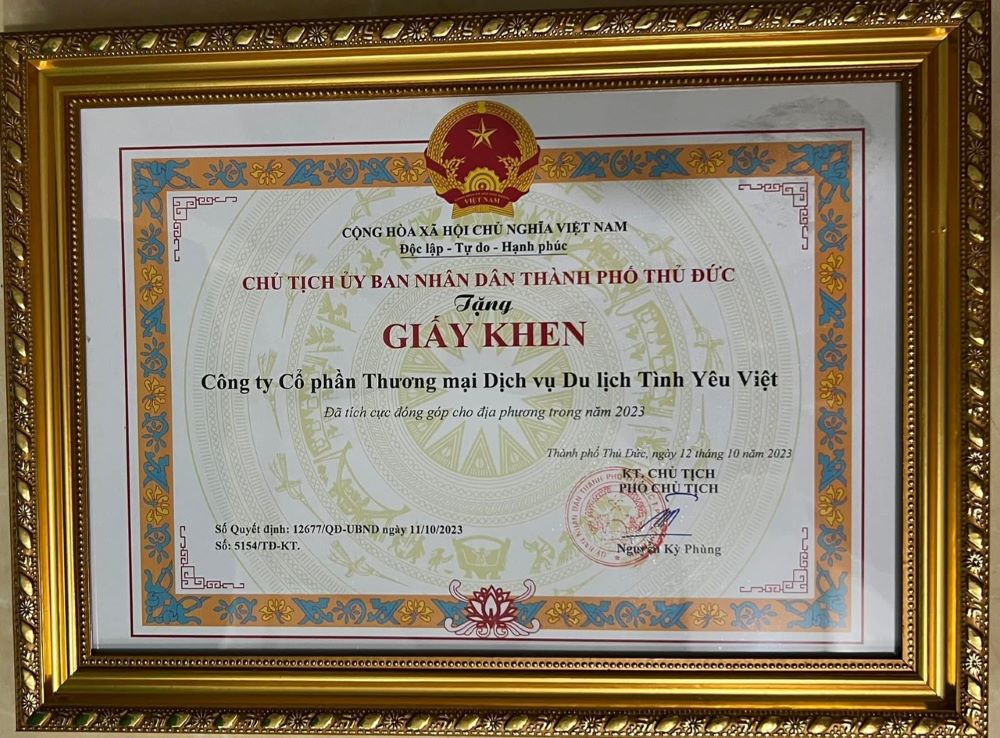 VIỆT NAM
CỘNG HÒA XÃ HỘI CHỦ NGHĨA VIỆT NAM
Độc lập - Tự do - Hạnh phúc
CHỦ TỊCH ỦY BAN NHÂN DÂN THÀNH PHỐ THỦ ĐỨC
Tặng
GIẤY KHEN
Công ty Cổ phần Thương mại Dịch vụ Du lịch Tình Yêu Việt
Đã tích cực đóng góp cho địa phương trong năm 2023
Thành phố Thủ Đức, ngày 12 tháng 10 năm 2023
KT. CHỦ TỊCH
PHÓ CHỦ TỊCH
Số Quyết định: 12677/QĐ-UBND ngày 11/10/2023
Số: 5154/TĐ-KT.
Nguyễn Kỳ Phùng